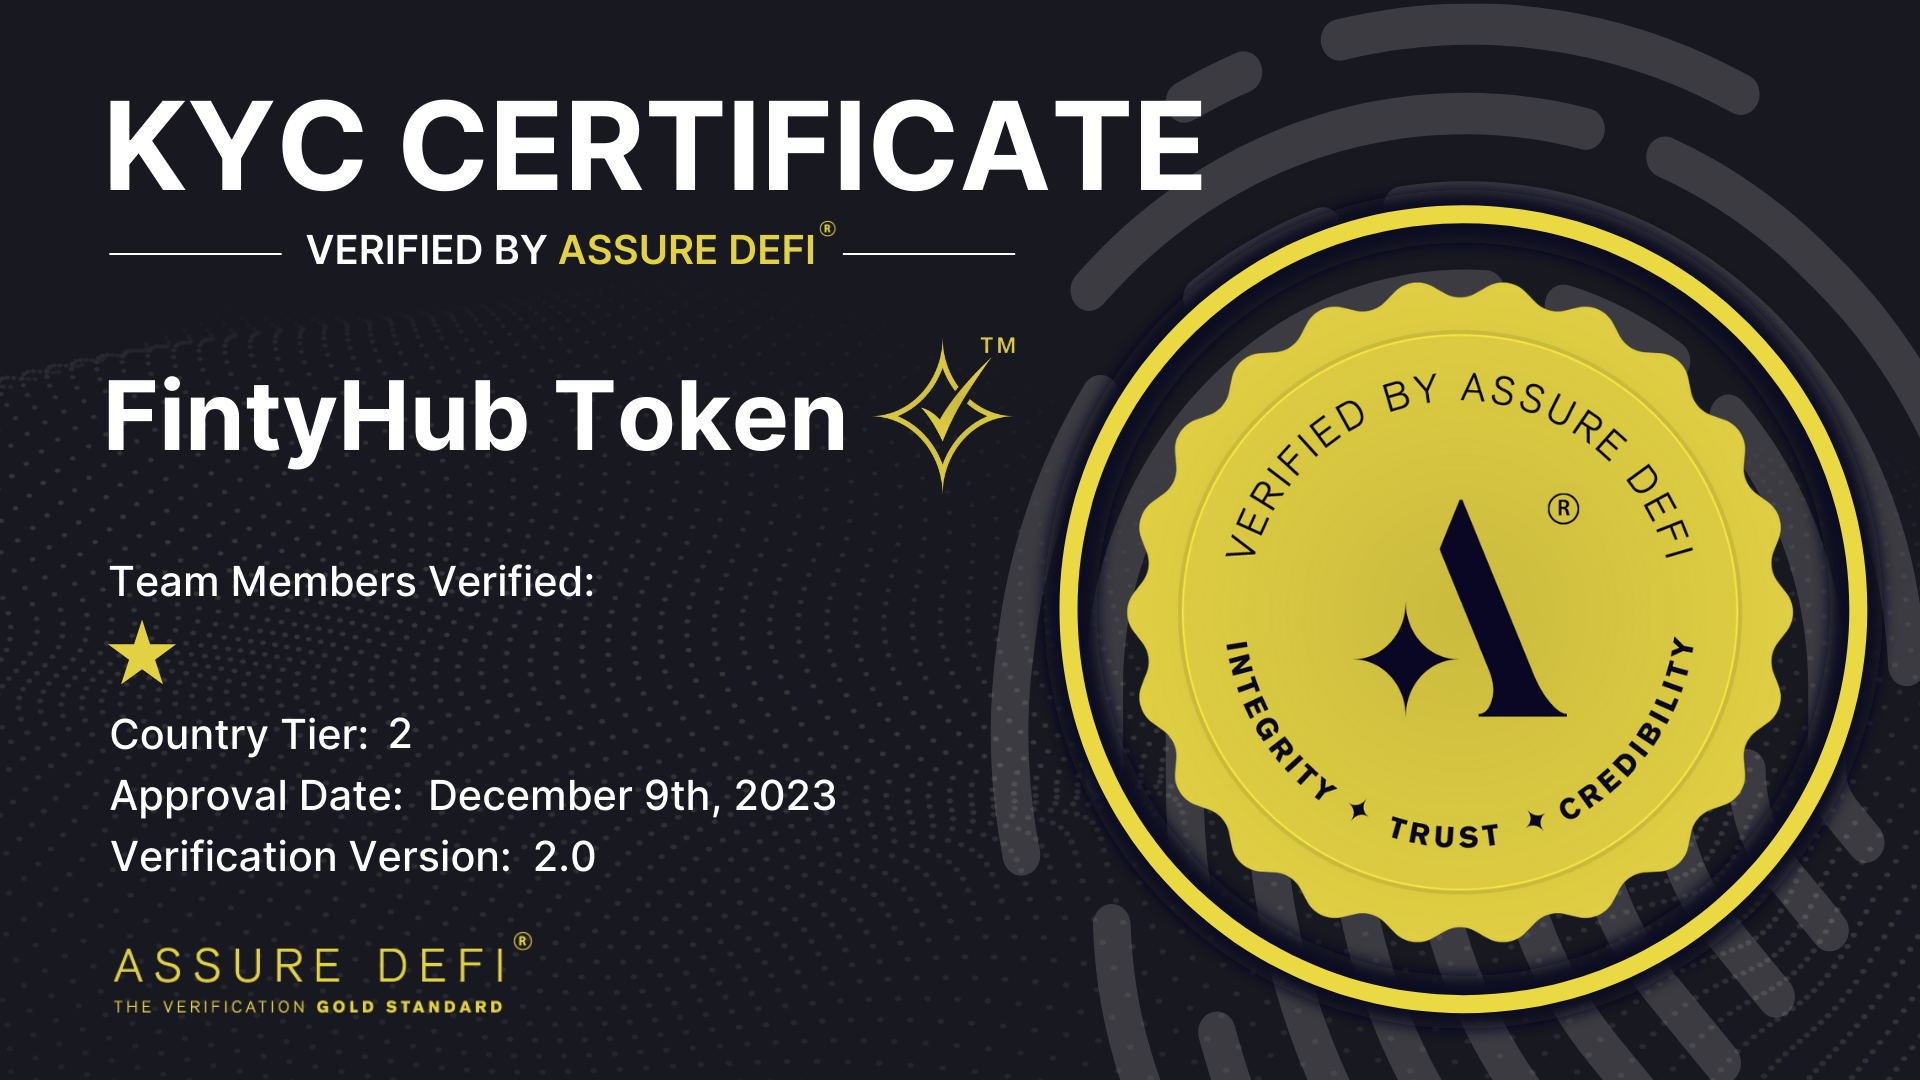 KYC CERTIFICATE
VERIFIED BY ASSURE DEFI®
FintyHub Token ™
Team Members Verified:
Country Tier: 2
Approval Date: December 9th, 2023
Verification Version: 2.0
ASSURE DEFI®
THE VERIFICATION GOLD STANDARD
VERIFIED BY ASSURE DEFI
®
INTEGRITY ✦ TRUST ✦ CREDIBILITY